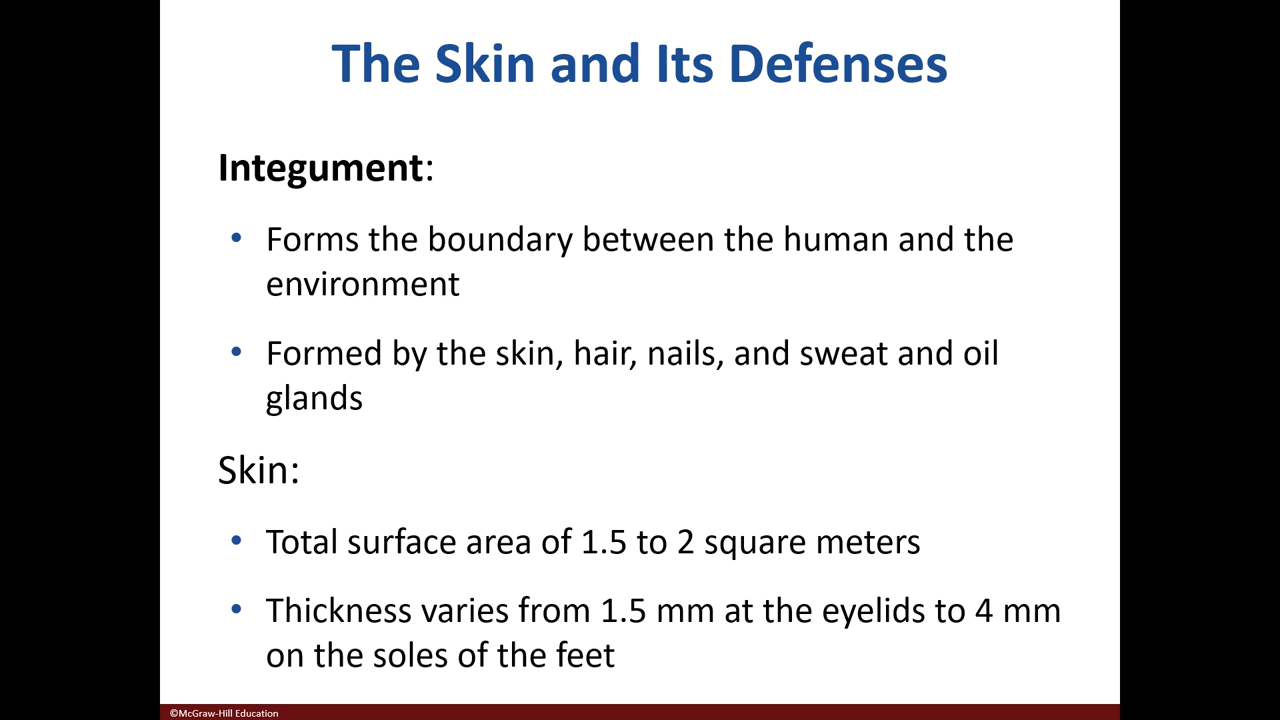 The Skin and Its Defenses
Integument:
• Forms the boundary between the human and the
environment
• Formed by the skin, hair, nails, and sweat and oil
glands
Skin:
• Total surface area of 1.5 to 2 square meters
• Thickness varies from 1.5 mm at the eyelids to 4 mm
on the soles of the feet
©McGraw-Hill Education